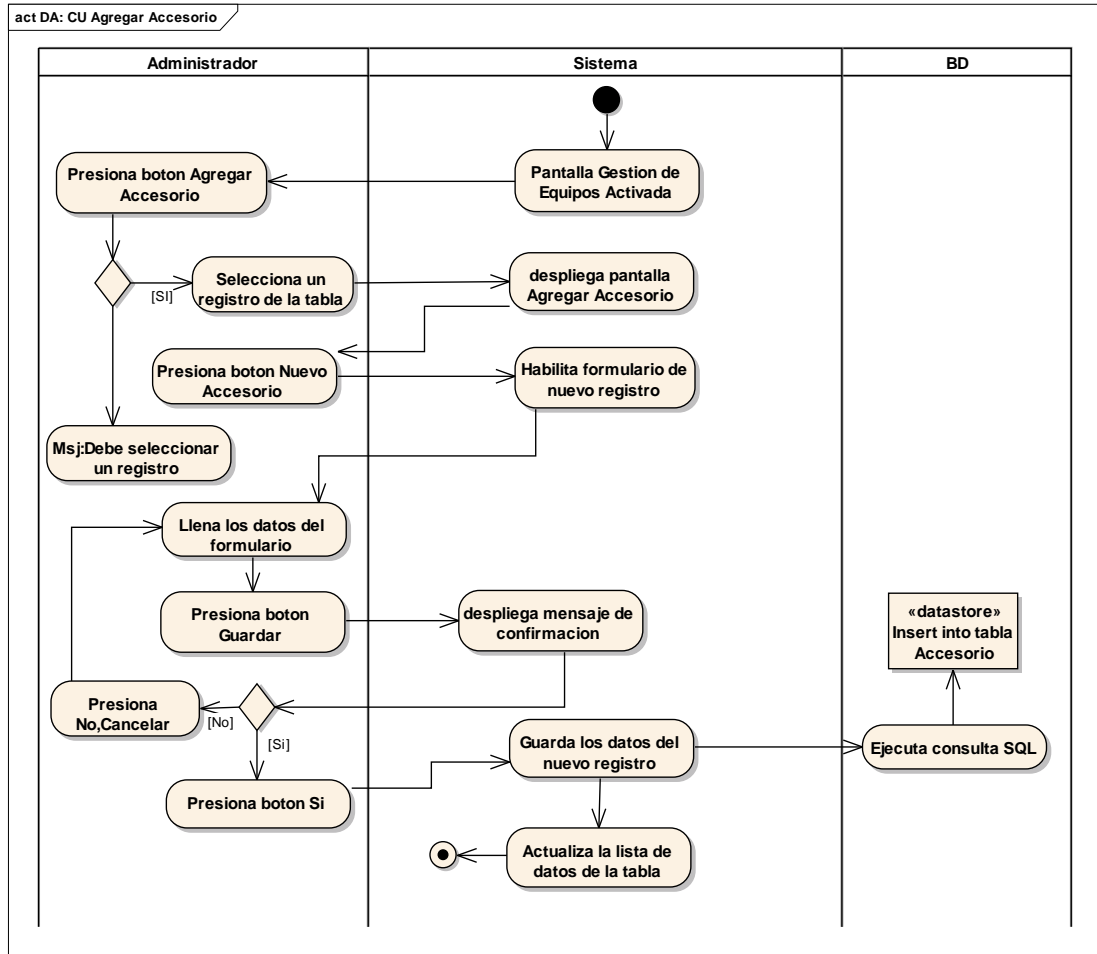 act DA: CU Agregar Accesorio
Administrador
Sistema
BD
Pantalla Gestion de
Equipos Activada
Presiona boton Agregar
Accesorio
[SI]
Selecciona un
registro de la tabla
despliega pantalla
Agregar Accesorio
Presiona boton Nuevo
Accesorio
Habilita formulario de
nuevo registro
Msj:Debe seleccionar
un registro
Llena los datos del
formulario
Presiona boton
Guardar
despliega mensaje de
confirmacion
«datastore»
Insert into tabla
Accesorio
Presiona
No,Cancelar
[No]
[Si]
Guarda los datos del
nuevo registro
Ejecuta consulta SQL
Presiona boton Si
Actualiza la lista de
datos de la tabla